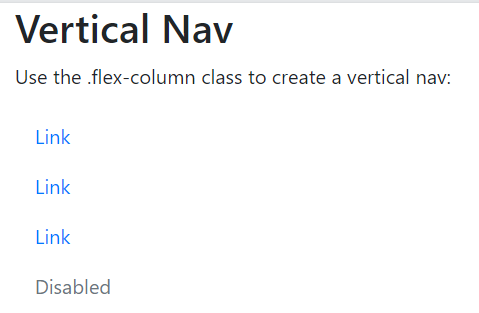 Vertical Nav
Use the .flex-column class to create a vertical nav:
Link
Link
Link
Disabled